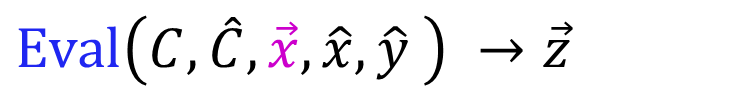 Eval(C, Ĉ, x⃗, x̂, ŷ ) → z⃗